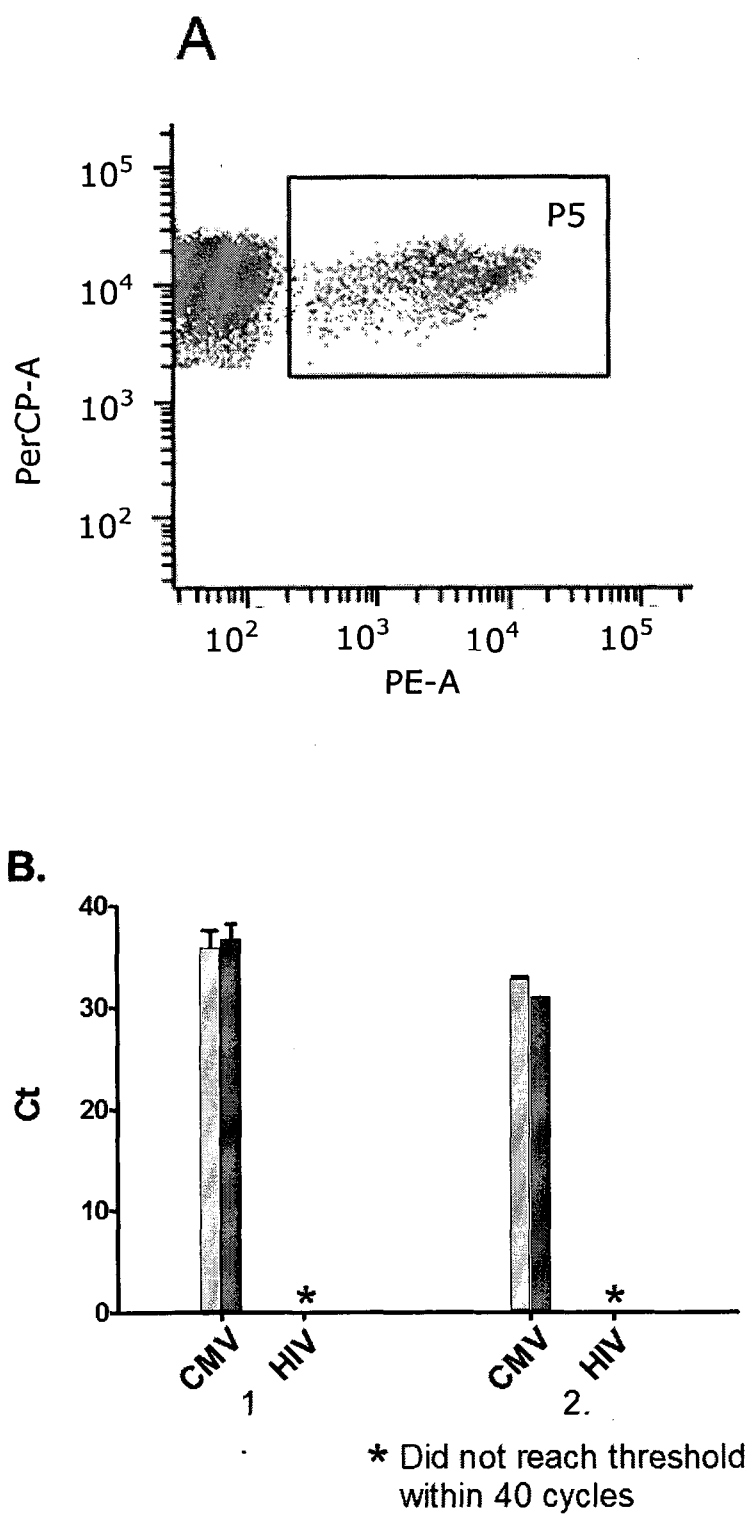 A
10⁵
P5
10⁴
PerCP-A
10³
10²
10² 10³ 10⁴ 10⁵
PE-A
B.
40
30
Ct
20
10
0
* *
CMV HIV CMV HIV
1 2.
* Did not reach threshold
within 40 cycles